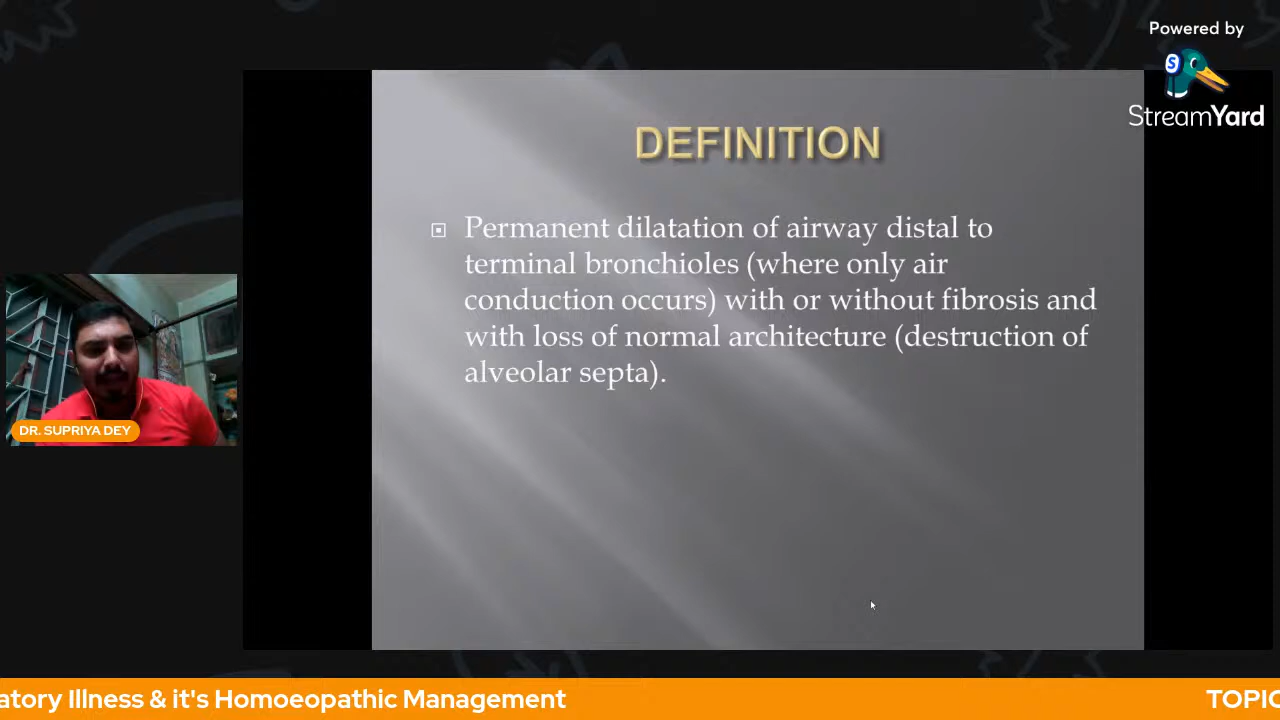 Powered by
StreamYard
DEFINITION
Permanent dilatation of airway distal to
terminal bronchioles (where only air
conduction occurs) with or without fibrosis and
with loss of normal architecture (destruction of
alveolar septa).
DR. SUPRIYA DEY
atory Illness & it's Homoeopathic Management
TOPIC